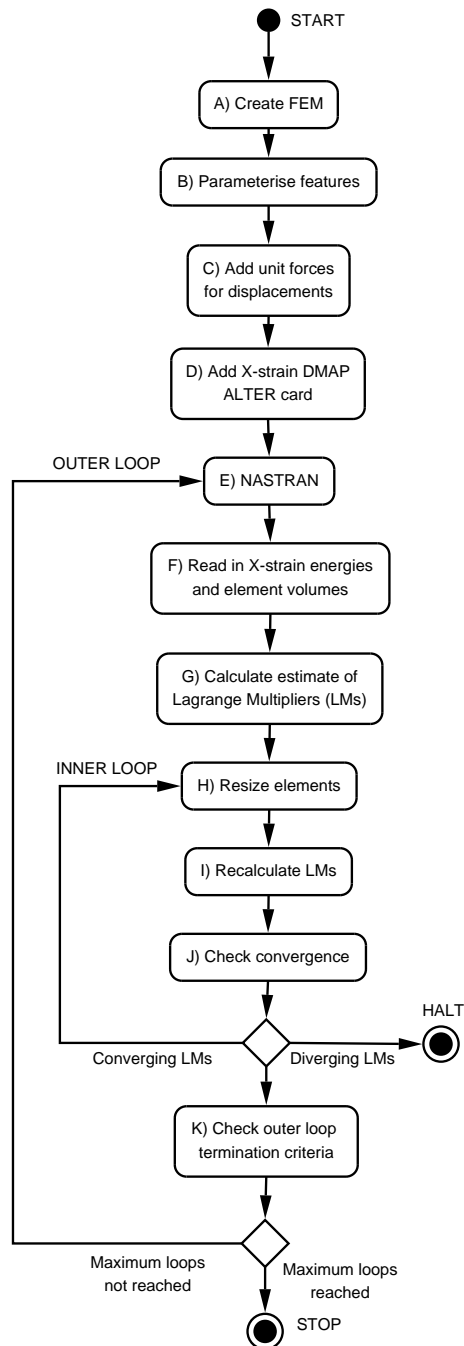 START
A) Create FEM
B) Parameterise features
C) Add unit forces
for displacements
D) Add X-strain DMAP
ALTER card
OUTER LOOP
E) NASTRAN
F) Read in X-strain energies
and element volumes
G) Calculate estimate of
Lagrange Multipliers (LMs)
INNER LOOP
H) Resize elements
I) Recalculate LMs
J) Check convergence
HALT
Converging LMs
Diverging LMs
K) Check outer loop
termination criteria
Maximum loops
not reached
Maximum loops
reached
STOP